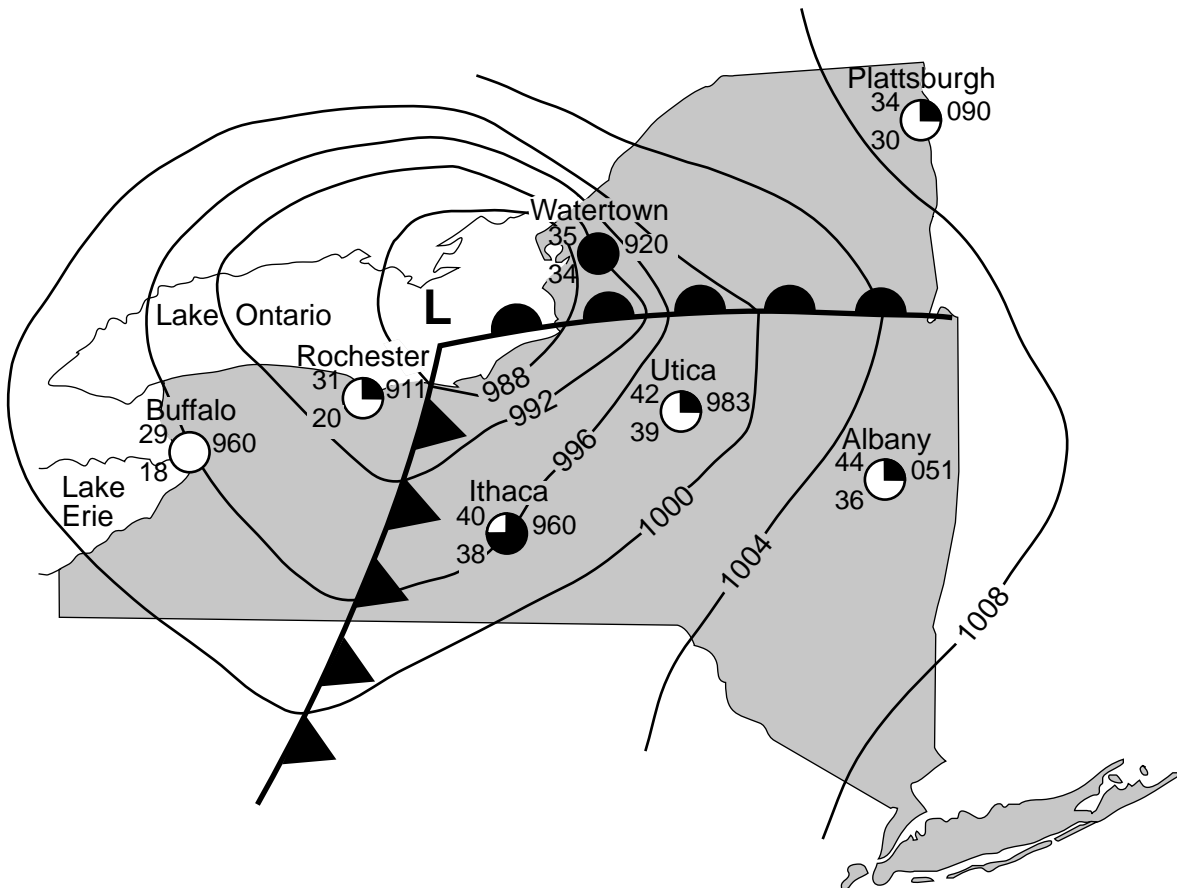 Plattsburgh
34
090
30
Watertown
35
920
34
L
Lake Ontario
Rochester
31
911
20
988
Utica
42
983
39
992
Buffalo
29
960
18
Albany
44
051
36
996
Lake
Erie
Ithaca
40
960
38
1000
1004
1008